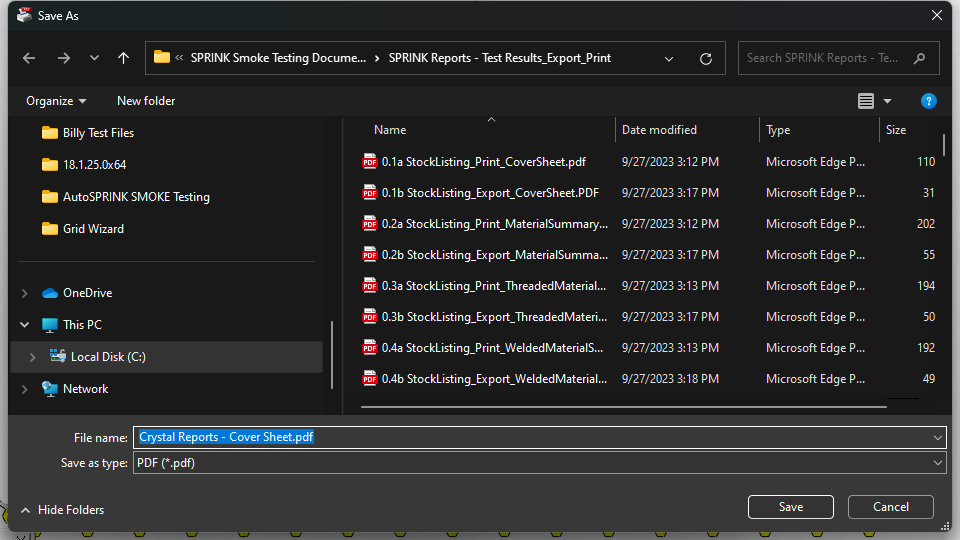 Save As
SPRINK Smoke Testing Docume... SPRINK Reports - Test Results_Export_Print
Search SPRINK Reports - Te...
Organize New folder
Billy Test Files
18.1.25.0x64
AutoSPRINK SMOKE Testing
Grid Wizard
OneDrive
This PC
Local Disk (C:)
Network
Name Date modified Type Size
0.1a StockListing_Print_CoverSheet.pdf 9/27/2023 3:12 PM Microsoft Edge P... 110
0.1b StockListing_Export_CoverSheet.PDF 9/27/2023 3:17 PM Microsoft Edge P... 31
0.2a StockListing_Print_MaterialSummary... 9/27/2023 3:12 PM Microsoft Edge P... 202
0.2b StockListing_Export_MaterialSumma... 9/27/2023 3:17 PM Microsoft Edge P... 55
0.3a StockListing_Print_ThreadedMaterial... 9/27/2023 3:13 PM Microsoft Edge P... 194
0.3b StockListing_Export_ThreadedMateri... 9/27/2023 3:17 PM Microsoft Edge P... 50
0.4a StockListing_Print_WeldedMaterialS... 9/27/2023 3:13 PM Microsoft Edge P... 192
0.4b StockListing_Export_WeldedMaterial... 9/27/2023 3:18 PM Microsoft Edge P... 49
File name: Crystal Reports - Cover Sheet.pdf
Save as type: PDF (*.pdf)
Hide Folders
Save Cancel